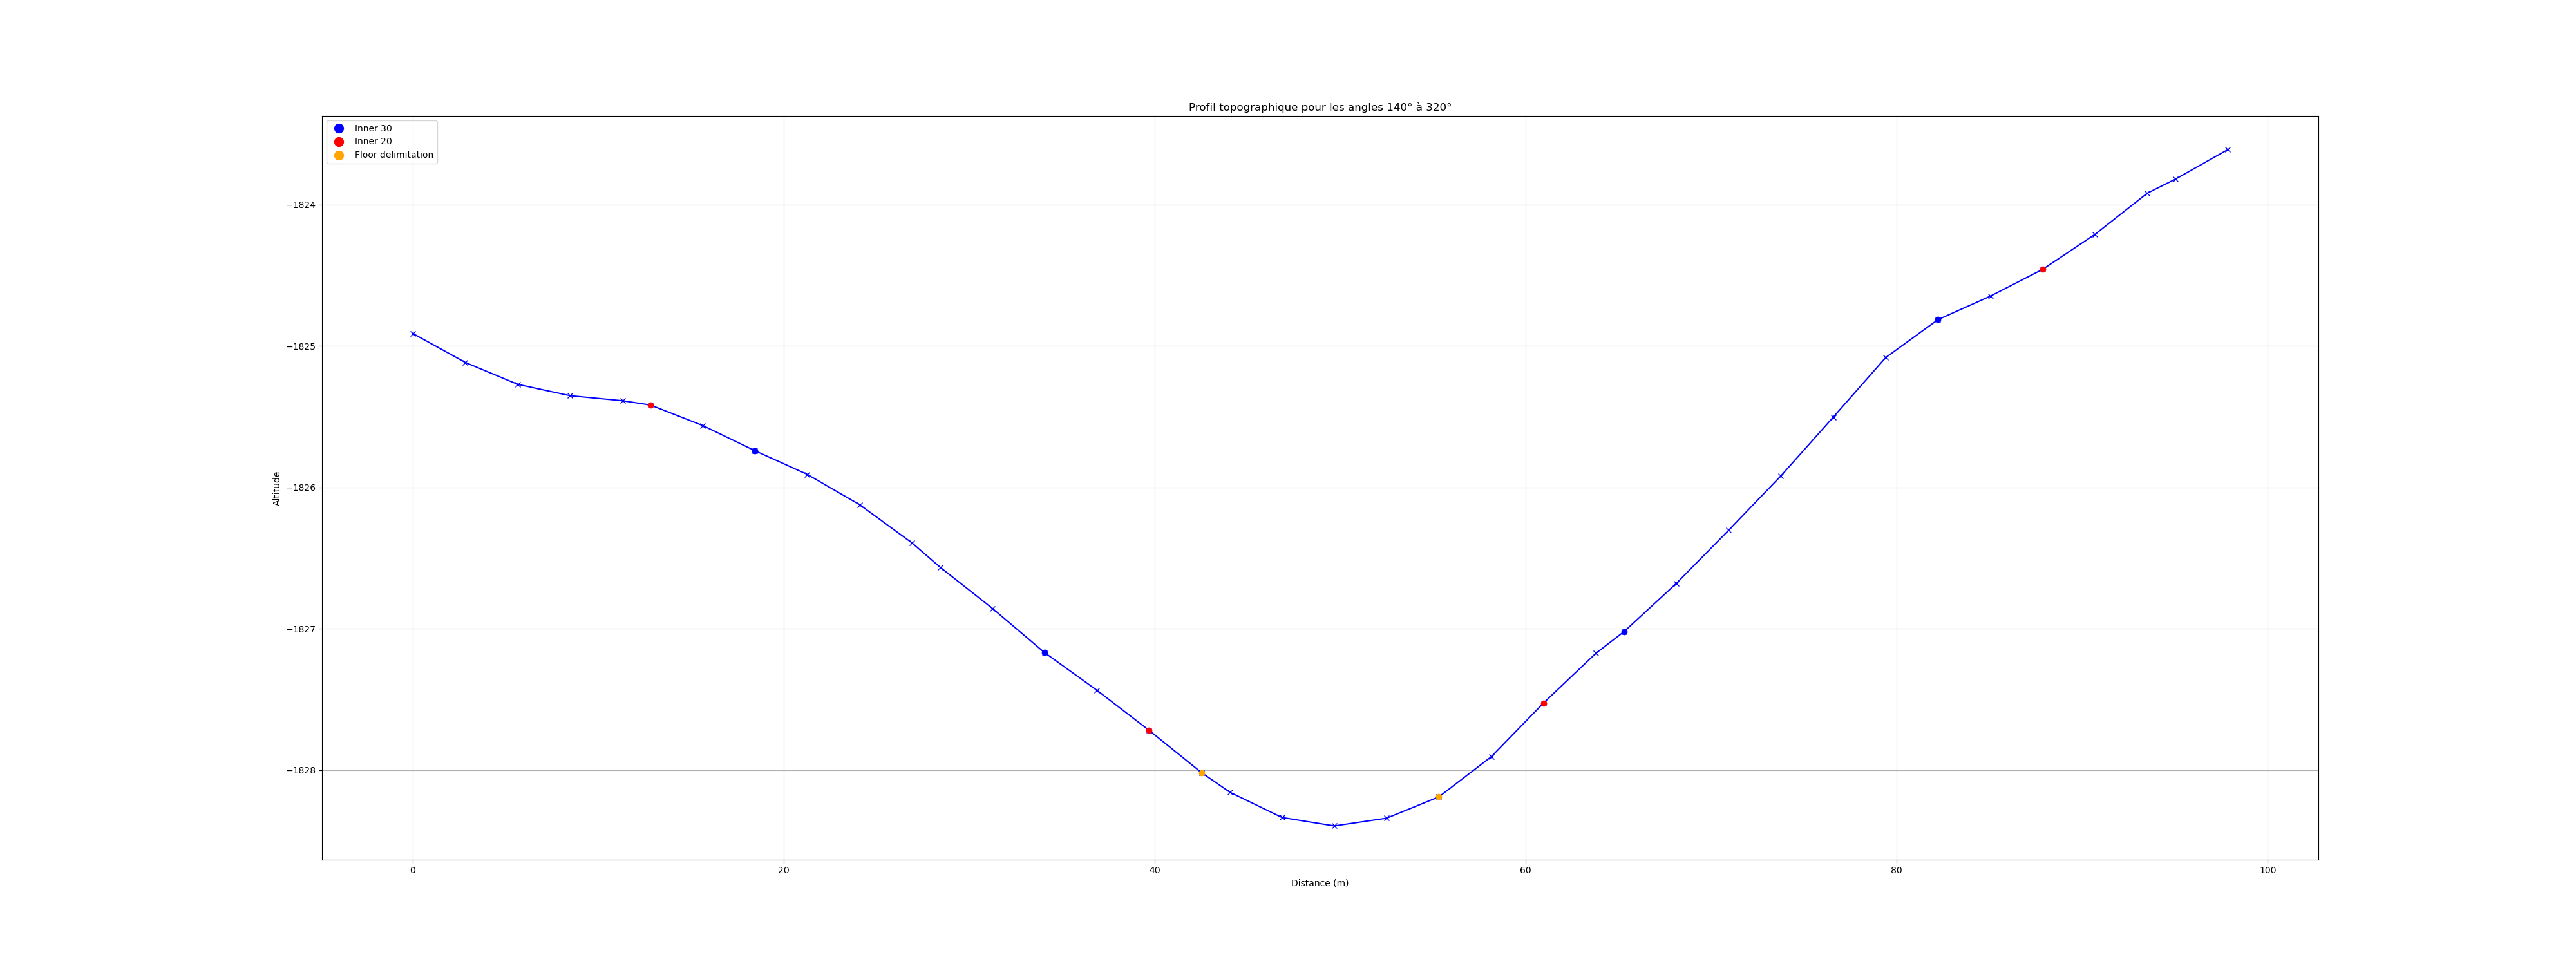 Profil topographique pour les angles 140° à 320°
Inner 30
Inner 20
Floor delimitation
−1824
−1825
−1826
−1827
−1828
Altitude
0 20 40 60 80 100
Distance (m)